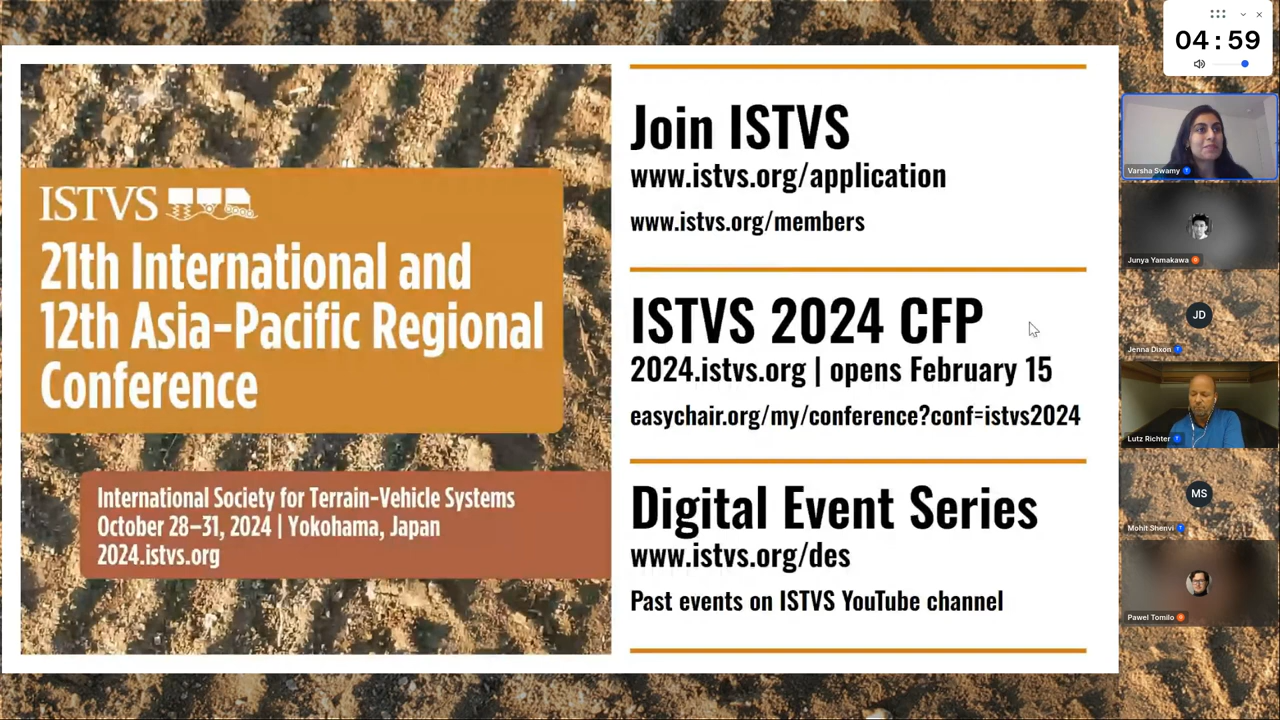 ISTVS
21th International and
12th Asia-Pacific Regional
Conference
International Society for Terrain-Vehicle Systems
October 28–31, 2024 | Yokohama, Japan
2024.istvs.org
Join ISTVS
www.istvs.org/application
www.istvs.org/members
ISTVS 2024 CFP
2024.istvs.org | opens February 15
easychair.org/my/conference?conf=istvs2024
Digital Event Series
www.istvs.org/des
Past events on ISTVS YouTube channel
04:59
Varsha Swamy
Junya Yamakawa
JD
Jenna Dixon
Lutz Richter
MS
Mohit Shenvi
Pawel Tomilo